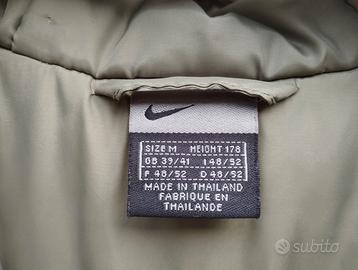 SIZE M HEIGHT 178
GB 39/41 I 48/52
F 48/52 D 48/52
MADE IN THAILAND
FABRIQUE EN
THAILANDE
subito